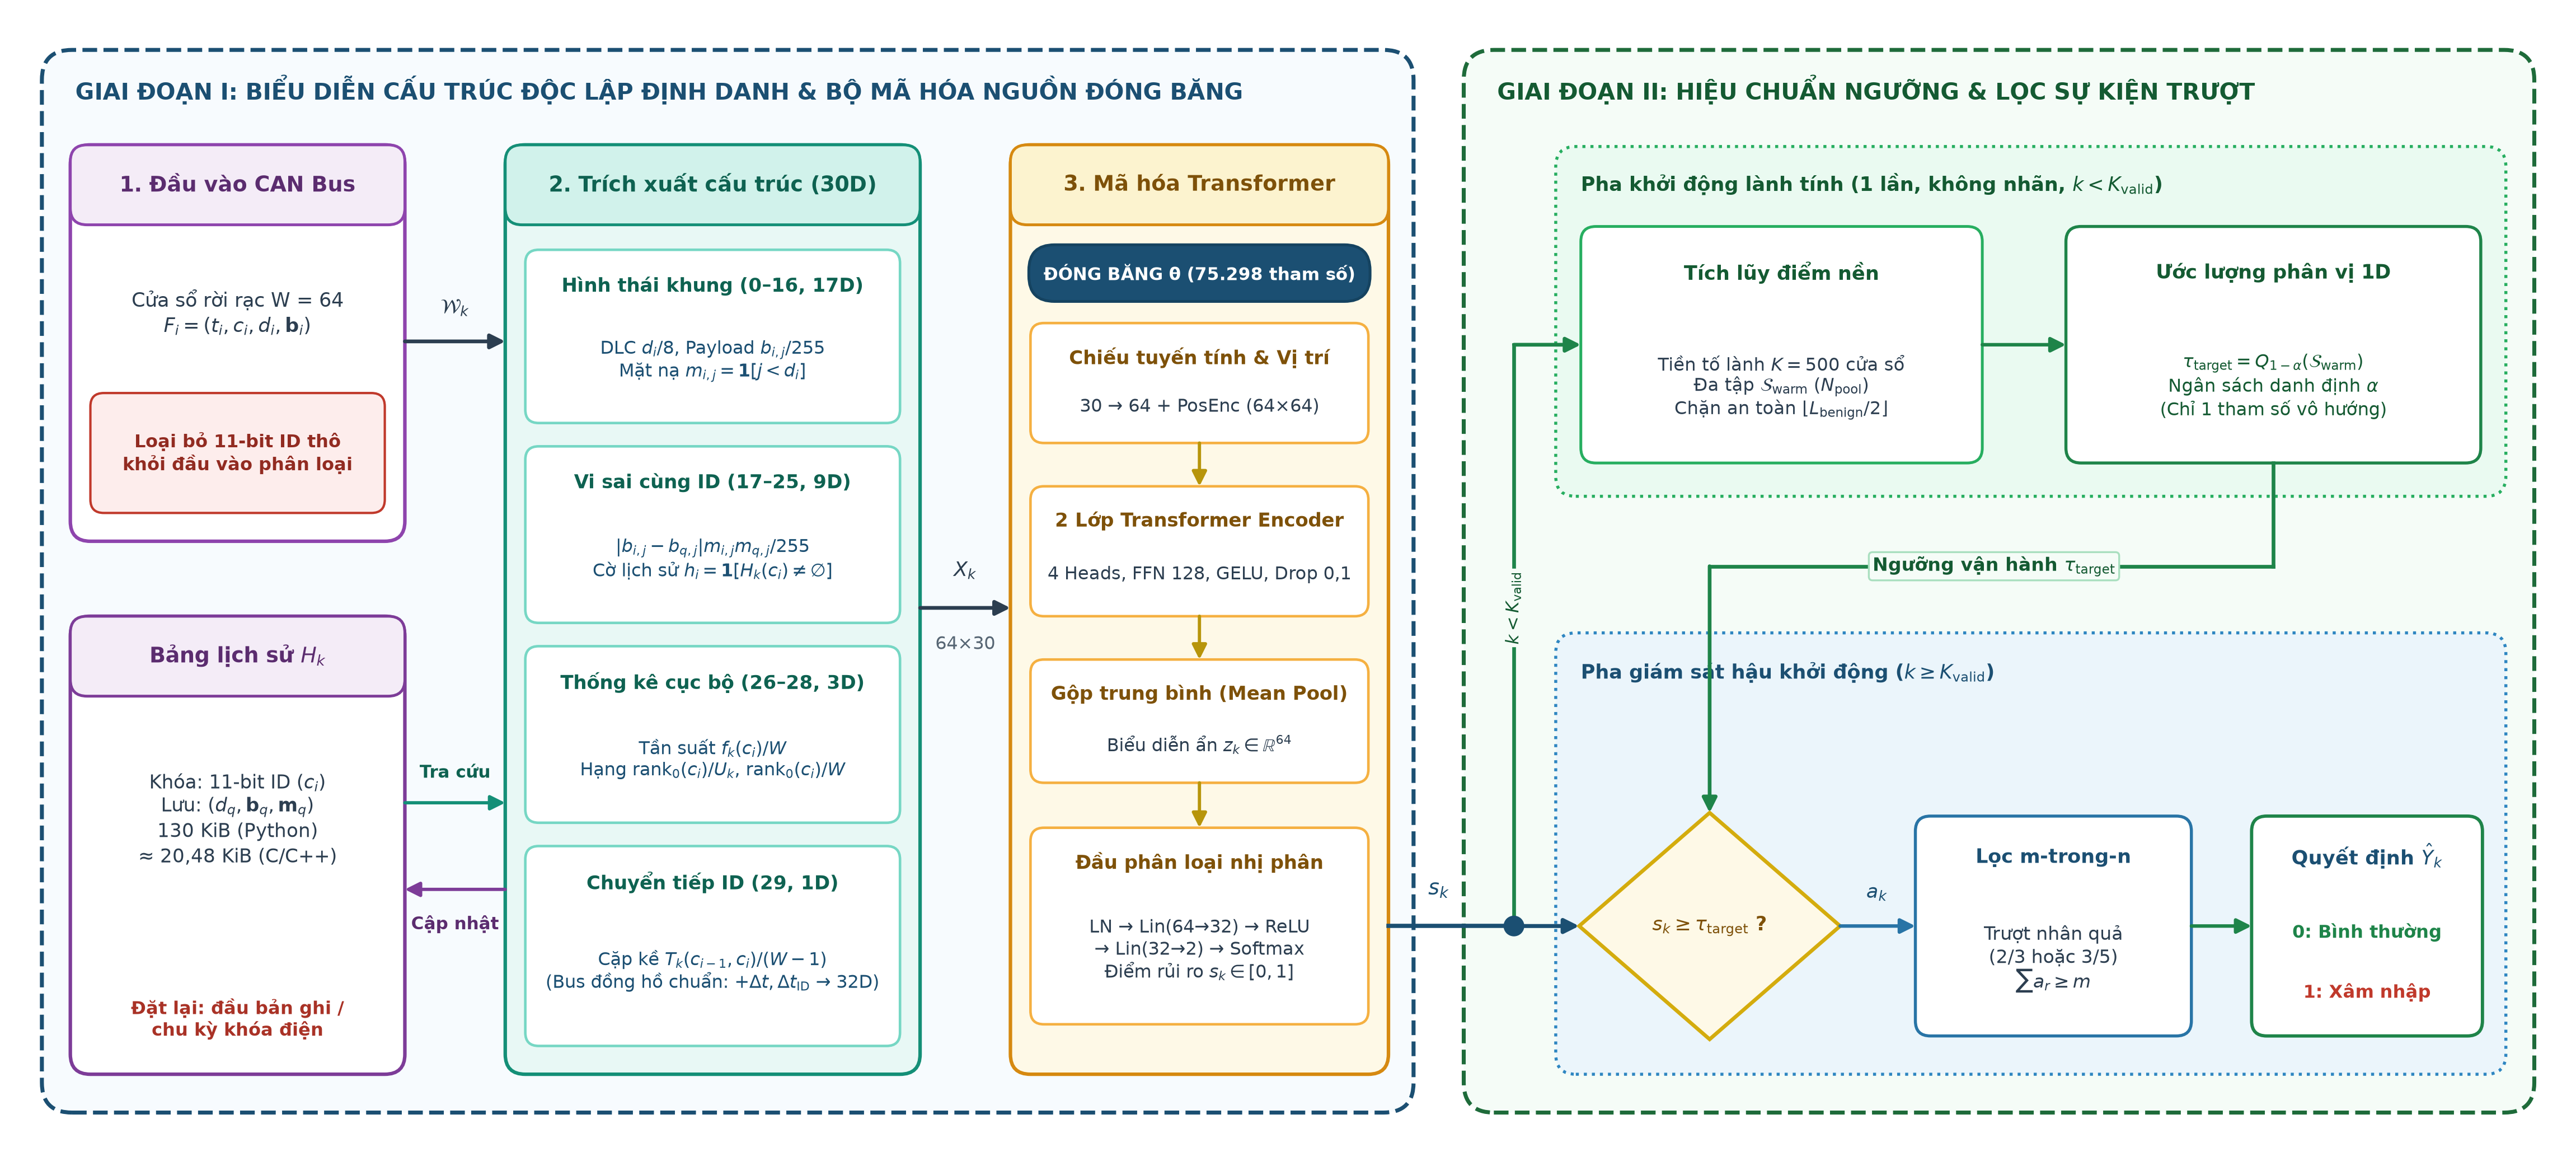 GIAI ĐOẠN I: BIỂU DIỄN CẤU TRÚC ĐỘC LẬP ĐỊNH DANH & BỘ MÃ HÓA NGUỒN ĐÓNG BĂNG
1. Đầu vào CAN Bus
Cửa sổ rời rạc W = 64
F_i = (t_i, c_i, d_i, b_i)
Loại bỏ 11-bit ID thô
khỏi đầu vào phân loại
Bảng lịch sử H_k
Khóa: 11-bit ID (c_i)
Lưu: (d_q, b_q, m_q)
130 KiB (Python)
≈ 20,48 KiB (C/C++)
Đặt lại: đầu bản ghi /
chu kỳ khóa điện
𝒲_k
Tra cứu
Cập nhật
2. Trích xuất cấu trúc (30D)
Hình thái khung (0–16, 17D)
DLC d_i/8, Payload b_{i,j}/255
Mặt nạ m_{i,j} = 1[j < d_i]
Vi sai cùng ID (17–25, 9D)
|b_{i,j} − b_{q,j}|m_{i,j}m_{q,j}/255
Cờ lịch sử h_i = 1[H_k(c_i) ≠ ∅]
Thống kê cục bộ (26–28, 3D)
Tần suất f_k(c_i)/W
Hạng rank_0(c_i)/U_k, rank_0(c_i)/W
Chuyển tiếp ID (29, 1D)
Cặp kề T_k(c_{i−1}, c_i)/(W − 1)
(Bus đồng hồ chuẩn: +Δt, Δt_ID → 32D)
X_k
64×30
3. Mã hóa Transformer
ĐÓNG BĂNG θ (75.298 tham số)
Chiếu tuyến tính & Vị trí
30 → 64 + PosEnc (64×64)
2 Lớp Transformer Encoder
4 Heads, FFN 128, GELU, Drop 0,1
Gộp trung bình (Mean Pool)
Biểu diễn ẩn z_k ∈ ℝ^64
Đầu phân loại nhị phân
LN → Lin(64→32) → ReLU
→ Lin(32→2) → Softmax
Điểm rủi ro s_k ∈ [0, 1]
s_k
GIAI ĐOẠN II: HIỆU CHUẨN NGƯỠNG & LỌC SỰ KIỆN TRƯỢT
Pha khởi động lành tính (1 lần, không nhãn, k < K_valid)
Tích lũy điểm nền
Tiền tố lành K = 500 cửa sổ
Đa tập 𝒮_warm (N_pool)
Chặn an toàn ⌊L_benign/2⌋
Ước lượng phân vị 1D
τ_target = Q_{1−α}(𝒮_warm)
Ngân sách danh định α
(Chỉ 1 tham số vô hướng)
k < K_valid
Ngưỡng vận hành τ_target
Pha giám sát hậu khởi động (k ≥ K_valid)
s_k ≥ τ_target ?
a_k
Lọc m-trong-n
Trượt nhân quả
(2/3 hoặc 3/5)
∑a_r ≥ m
Quyết định Ŷ_k
0: Bình thường
1: Xâm nhập